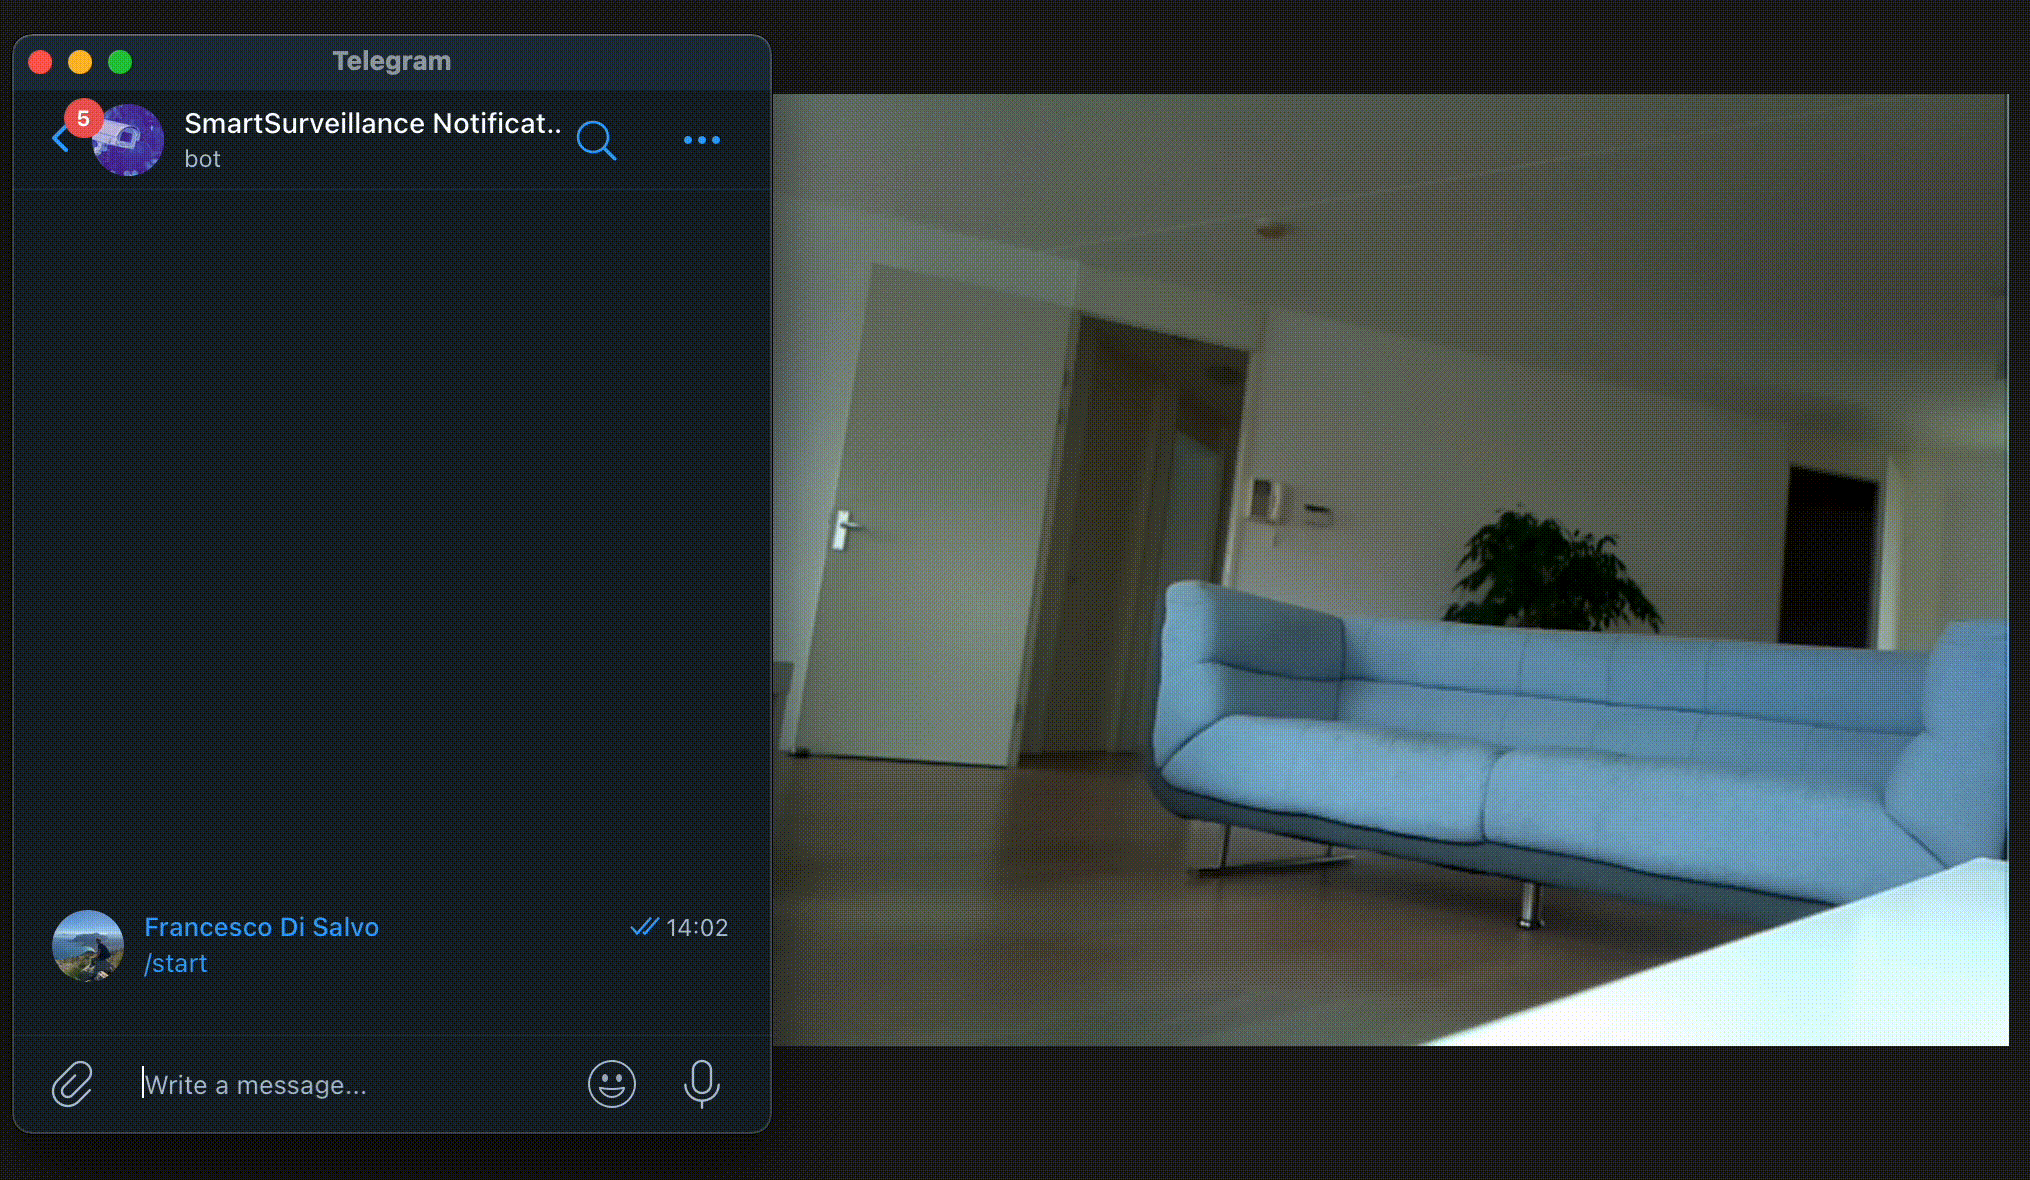 Telegram
5
SmartSurveillance Notificat..
bot
Francesco Di Salvo
14:02
/start
Write a message...